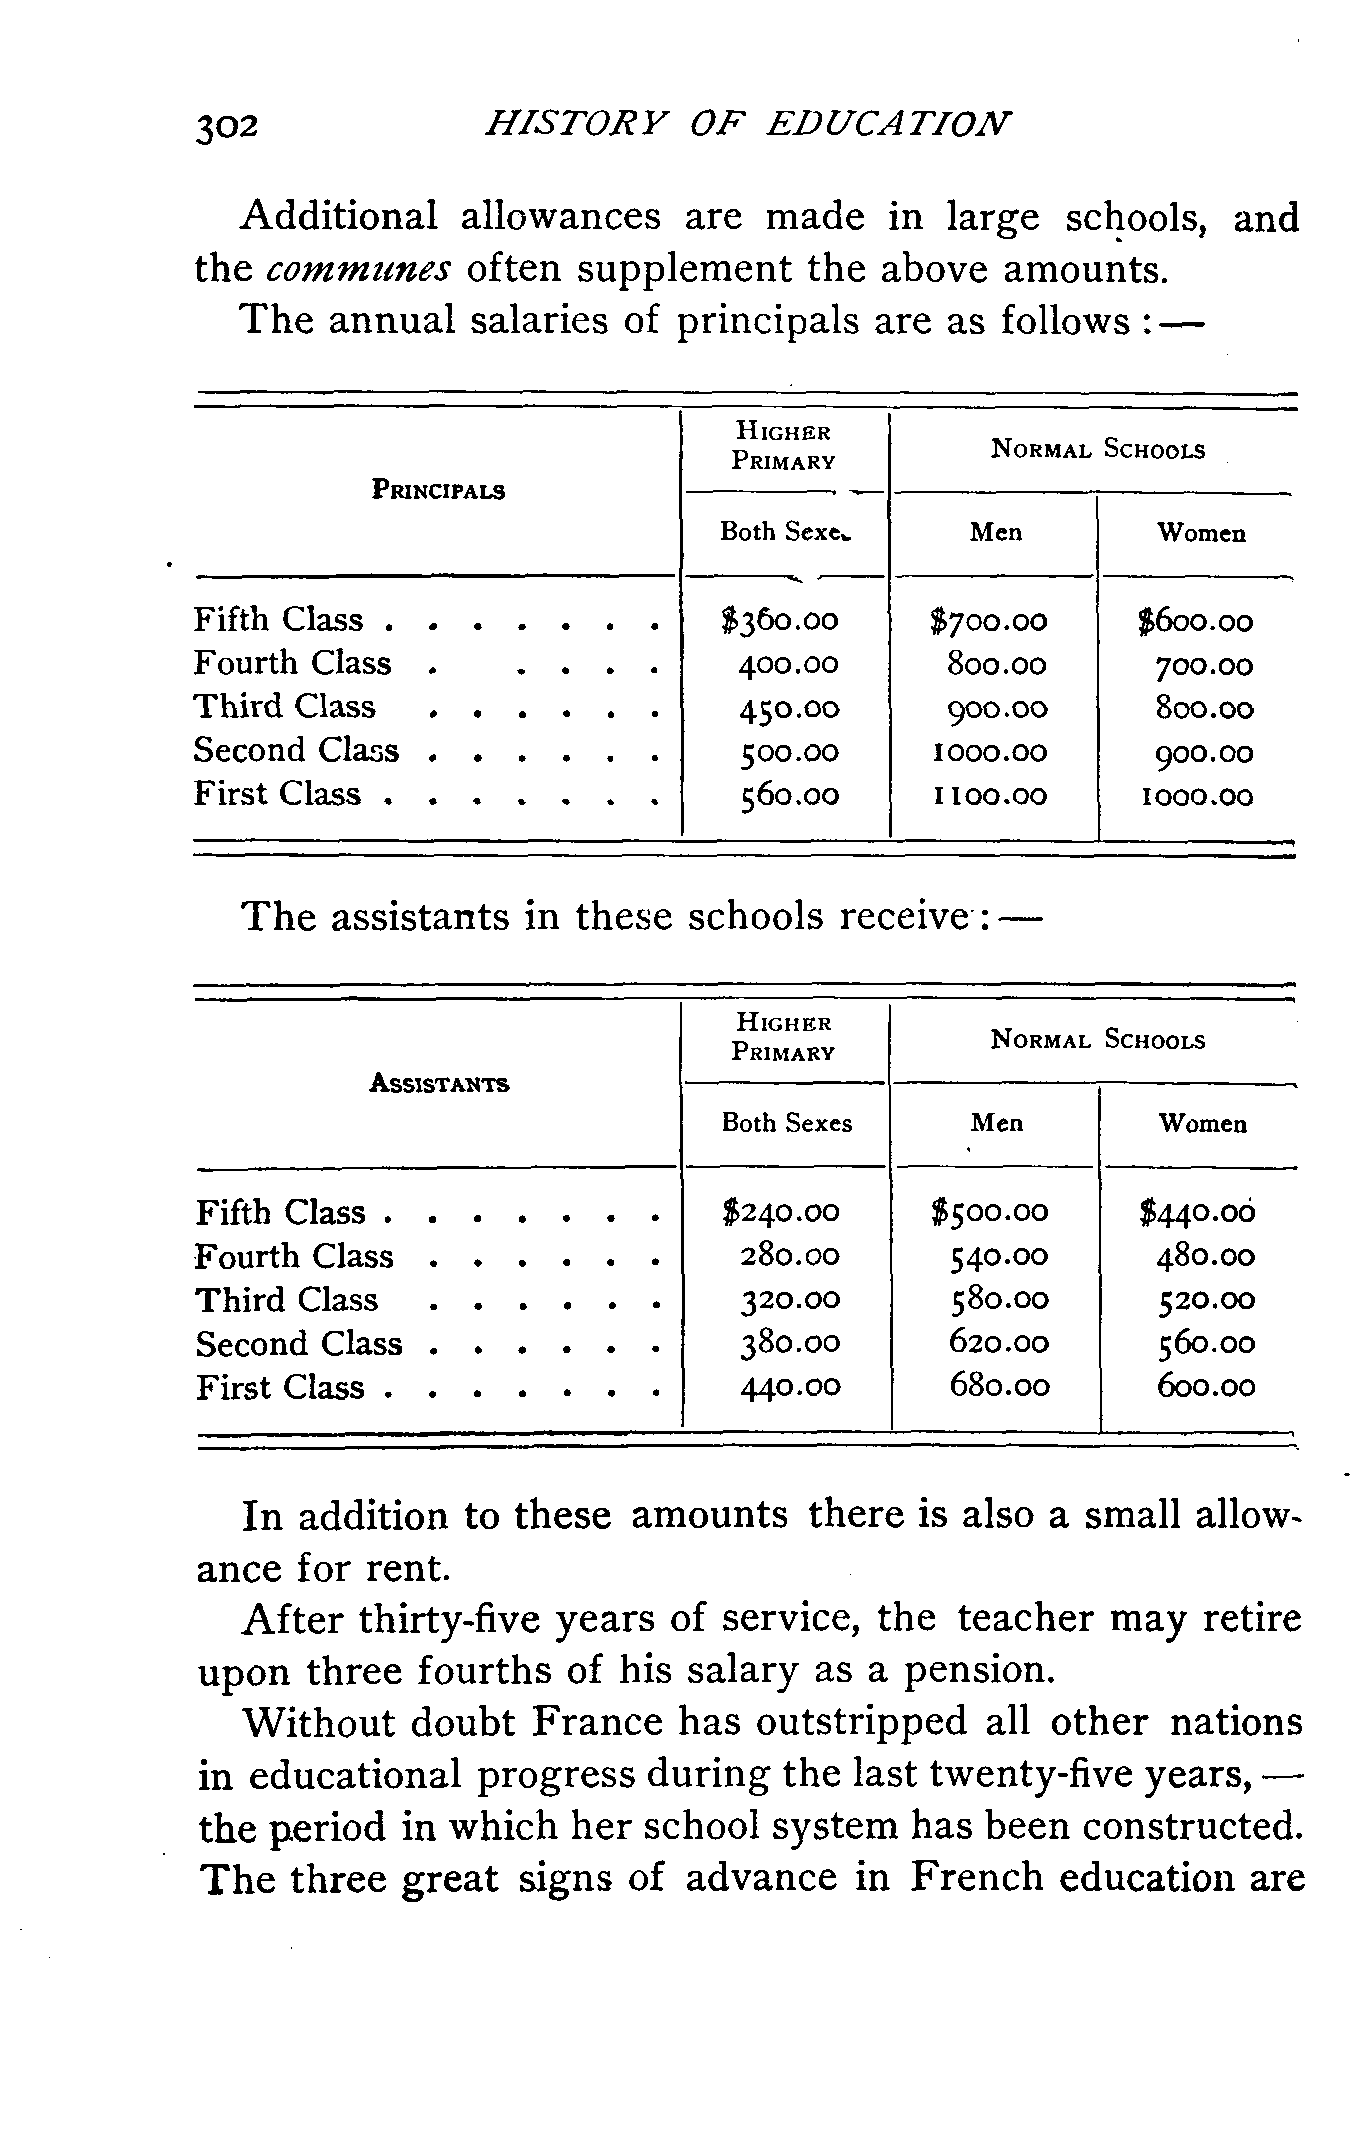 302 HISTORY OF EDUCATION
Additional allowances are made in large schools, and
the communes often supplement the above amounts.
The annual salaries of principals are as follows :—
PRINCIPALS
HIGHER
PRIMARY
NORMAL SCHOOLS
Both Sexes Men Women
Fifth Class . . . . . . . $360.00 $700.00 $600.00
Fourth Class . . . . . 400.00 800.00 700.00
Third Class . . . . . . 450.00 900.00 800.00
Second Class . . . . . . 500.00 1000.00 900.00
First Class . . . . . . . 560.00 1100.00 1000.00
The assistants in these schools receive :—
ASSISTANTS
HIGHER
PRIMARY
NORMAL SCHOOLS
Both Sexes Men Women
Fifth Class . . . . . . . $240.00 $500.00 $440.00
Fourth Class . . . . . . 280.00 540.00 480.00
Third Class . . . . . . 320.00 580.00 520.00
Second Class . . . . . . 380.00 620.00 560.00
First Class . . . . . . . 440.00 680.00 600.00
In addition to these amounts there is also a small allow-
ance for rent.
After thirty-five years of service, the teacher may retire
upon three fourths of his salary as a pension.
Without doubt France has outstripped all other nations
in educational progress during the last twenty-five years, —
the period in which her school system has been constructed.
The three great signs of advance in French education are